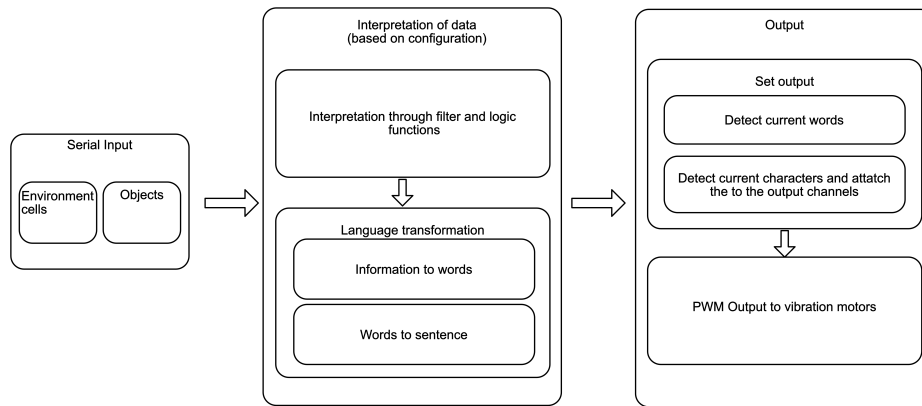 Serial Input
Environment
cells
Objects
Interpretation of data
(based on configuration)
Interpretation through filter and logic
functions
Language transformation
Information to words
Words to sentence
Output
Set output
Detect current words
Detect current characters and attatch
the to the output channels
PWM Output to vibration motors